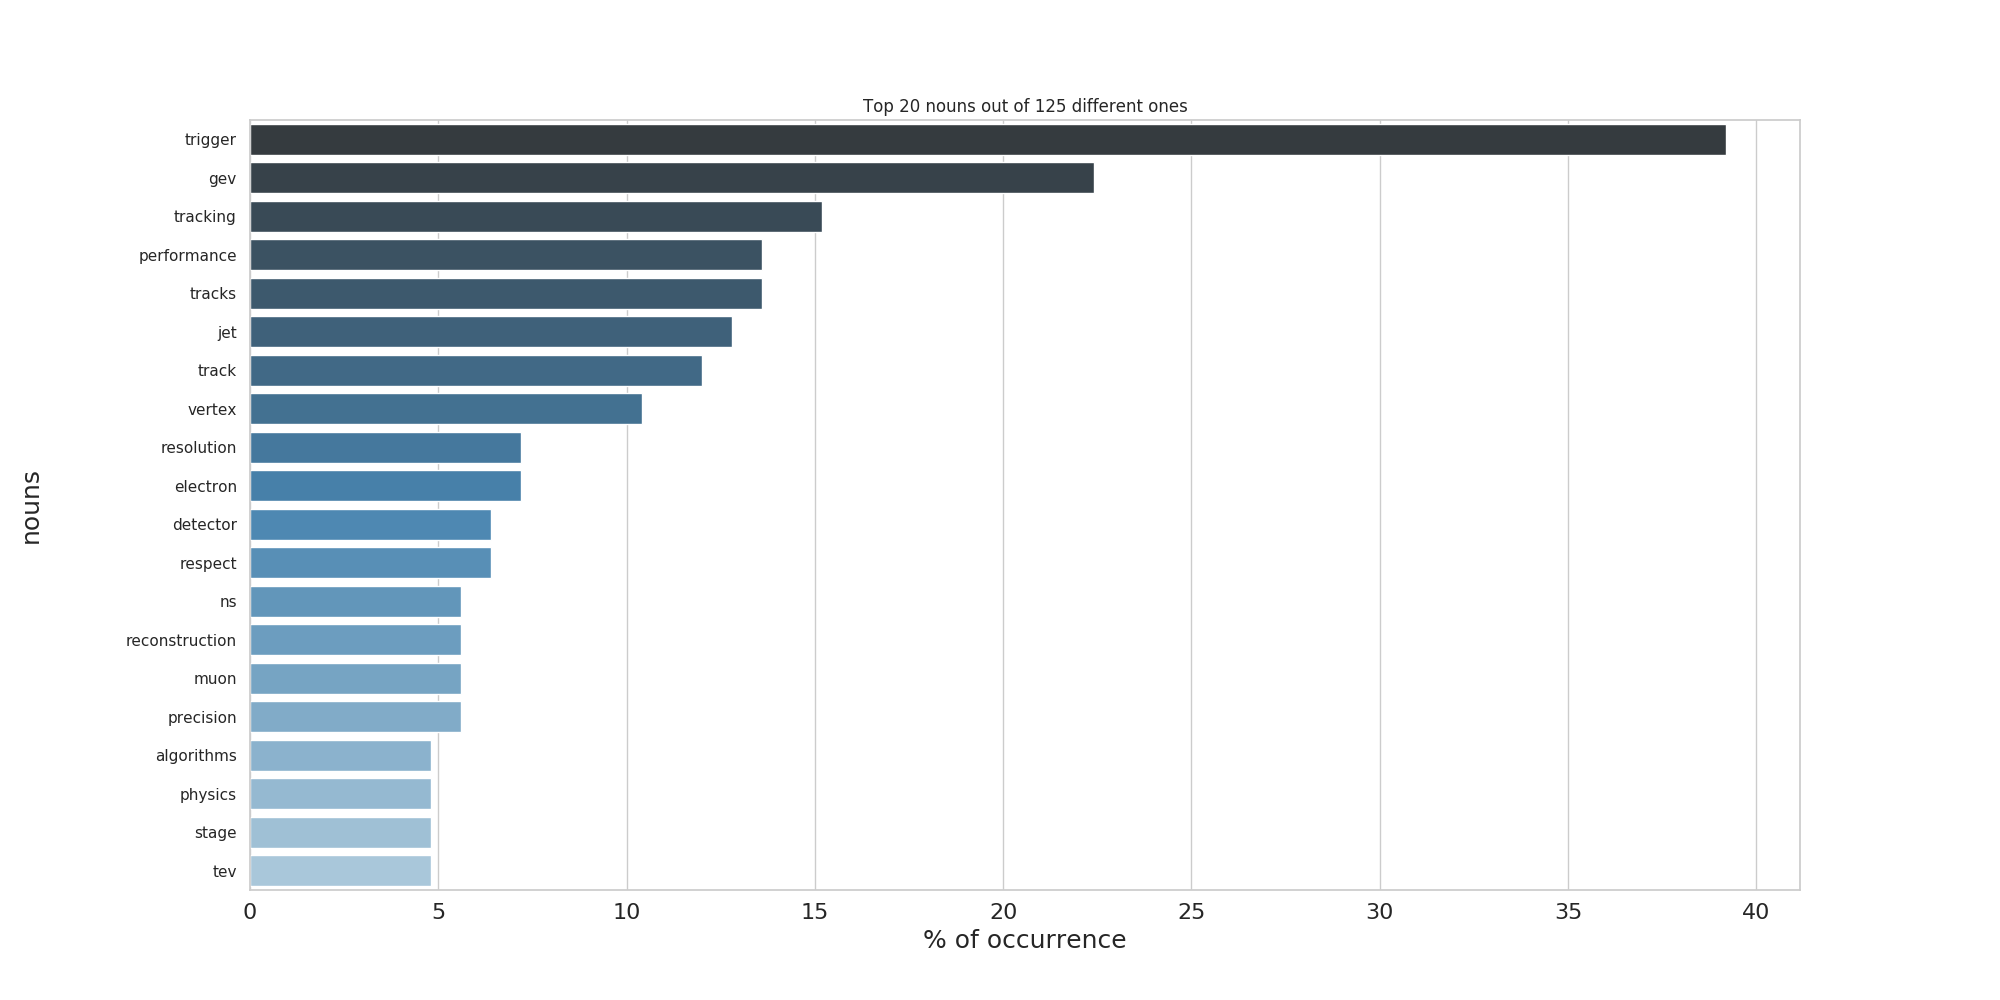 Top 20 nouns out of 125 different ones
trigger
gev
tracking
performance
tracks
jet
track
vertex
resolution
electron
detector
respect
ns
reconstruction
muon
precision
algorithms
physics
stage
tev
nouns
0 5 10 15 20 25 30 35 40
% of occurrence